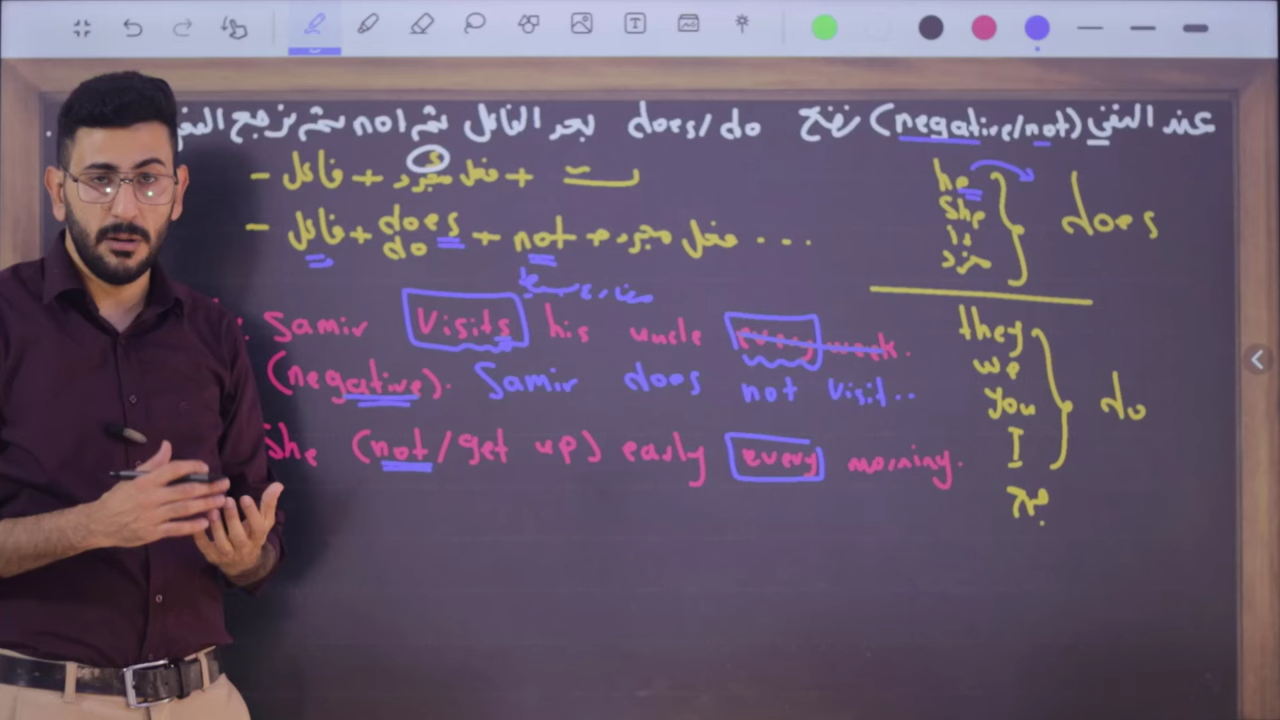 عند النفي (negative/not) نضع does/do بعد الفاعل ثم not ثم نرجع
- فاعل + فعل مجرد s +
- فاعل + does do + not + فعل مجرد ...
مضارع بسيط
Samir Visits his uncle every week.
(negative). Samir does not visit..
She (not/get up) early every morning.
he
she
it
مفرد
does
they
we
you
I
جمع
do